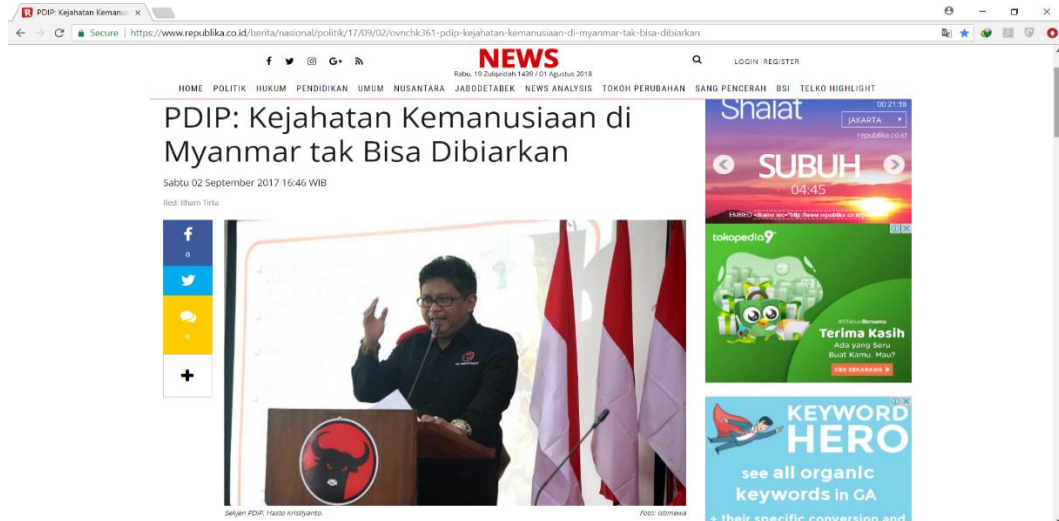 PDIP: Kejahatan Kemanus
Secure | https://www.republika.co.id/berita/nasional/politik/17/09/02/ovnchk361-pdip-kejahatan-kemanusiaan-di-myanmar-tak-bisa-dibiarkan
NEWS
Rabu, 19 Zulqaidah 1439 / 01 Agustus 2018
LOGIN REGISTER
HOME POLITIK HUKUM PENDIDIKAN UMUM NUSANTARA JABODETABEK NEWS ANALYSIS TOKOH PERUBAHAN SANG PENCERAH BSI TELKO HIGHLIGHT
PDIP: Kejahatan Kemanusiaan di
Myanmar tak Bisa Dibiarkan
Sabtu 02 September 2017 16:46 WIB
Red: Ilham Tirta
f
0
0
+
Sekjen PDIP, Hasto Kristiyanto.
Foto: Istimewa
Shalat
00:21:38
JAKARTA
republika.co.id
SUBUH
04:45
tokopedia
Terima Kasih
Ada yang Seru
Buat Kamu. Mau?
CEK SEKARANG
KEYWORD
HERO
see all organic
keywords in GA
+ their specific conversion and